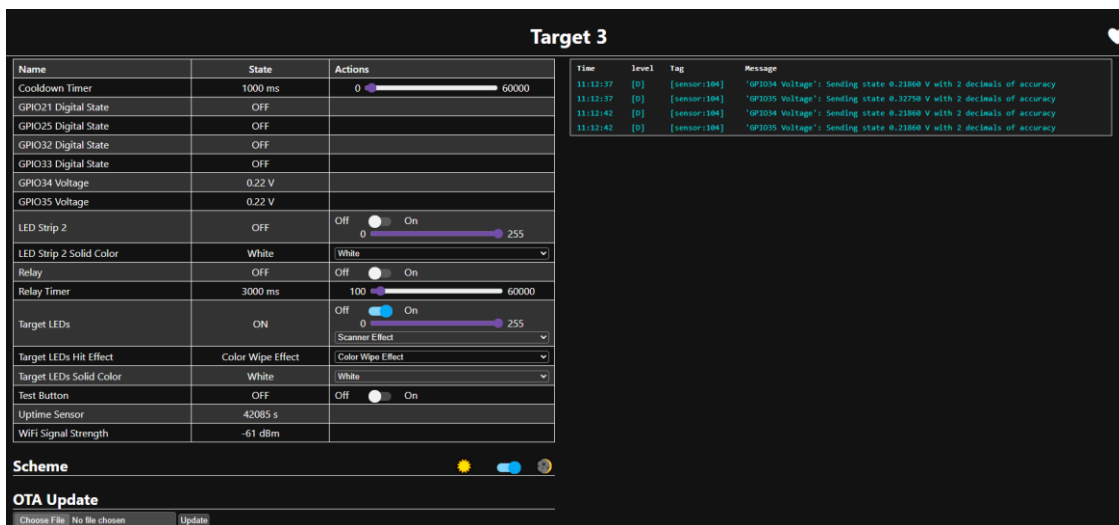 Target 3
Name State Actions
Cooldown Timer 1000 ms 0 60000
GPIO21 Digital State OFF
GPIO25 Digital State OFF
GPIO32 Digital State OFF
GPIO33 Digital State OFF
GPIO34 Voltage 0.22 V
GPIO35 Voltage 0.22 V
LED Strip 2 OFF Off On
0 255
LED Strip 2 Solid Color White White
Relay OFF Off On
Relay Timer 3000 ms 100 60000
Target LEDs ON Off On
0 255
Scanner Effect
Target LEDs Hit Effect Color Wipe Effect Color Wipe Effect
Target LEDs Solid Color White White
Test Button OFF Off On
Uptime Sensor 42085 s
WiFi Signal Strength -61 dBm
Scheme
OTA Update
Choose File No file chosen Update
Time level Tag Message
11:12:37 [D] [sensor:104] 'GPIO34 Voltage': Sending state 0.21860 V with 2 decimals of accuracy
11:12:37 [D] [sensor:104] 'GPIO35 Voltage': Sending state 0.32750 V with 2 decimals of accuracy
11:12:42 [D] [sensor:104] 'GPIO34 Voltage': Sending state 0.21860 V with 2 decimals of accuracy
11:12:42 [D] [sensor:104] 'GPIO35 Voltage': Sending state 0.21860 V with 2 decimals of accuracy